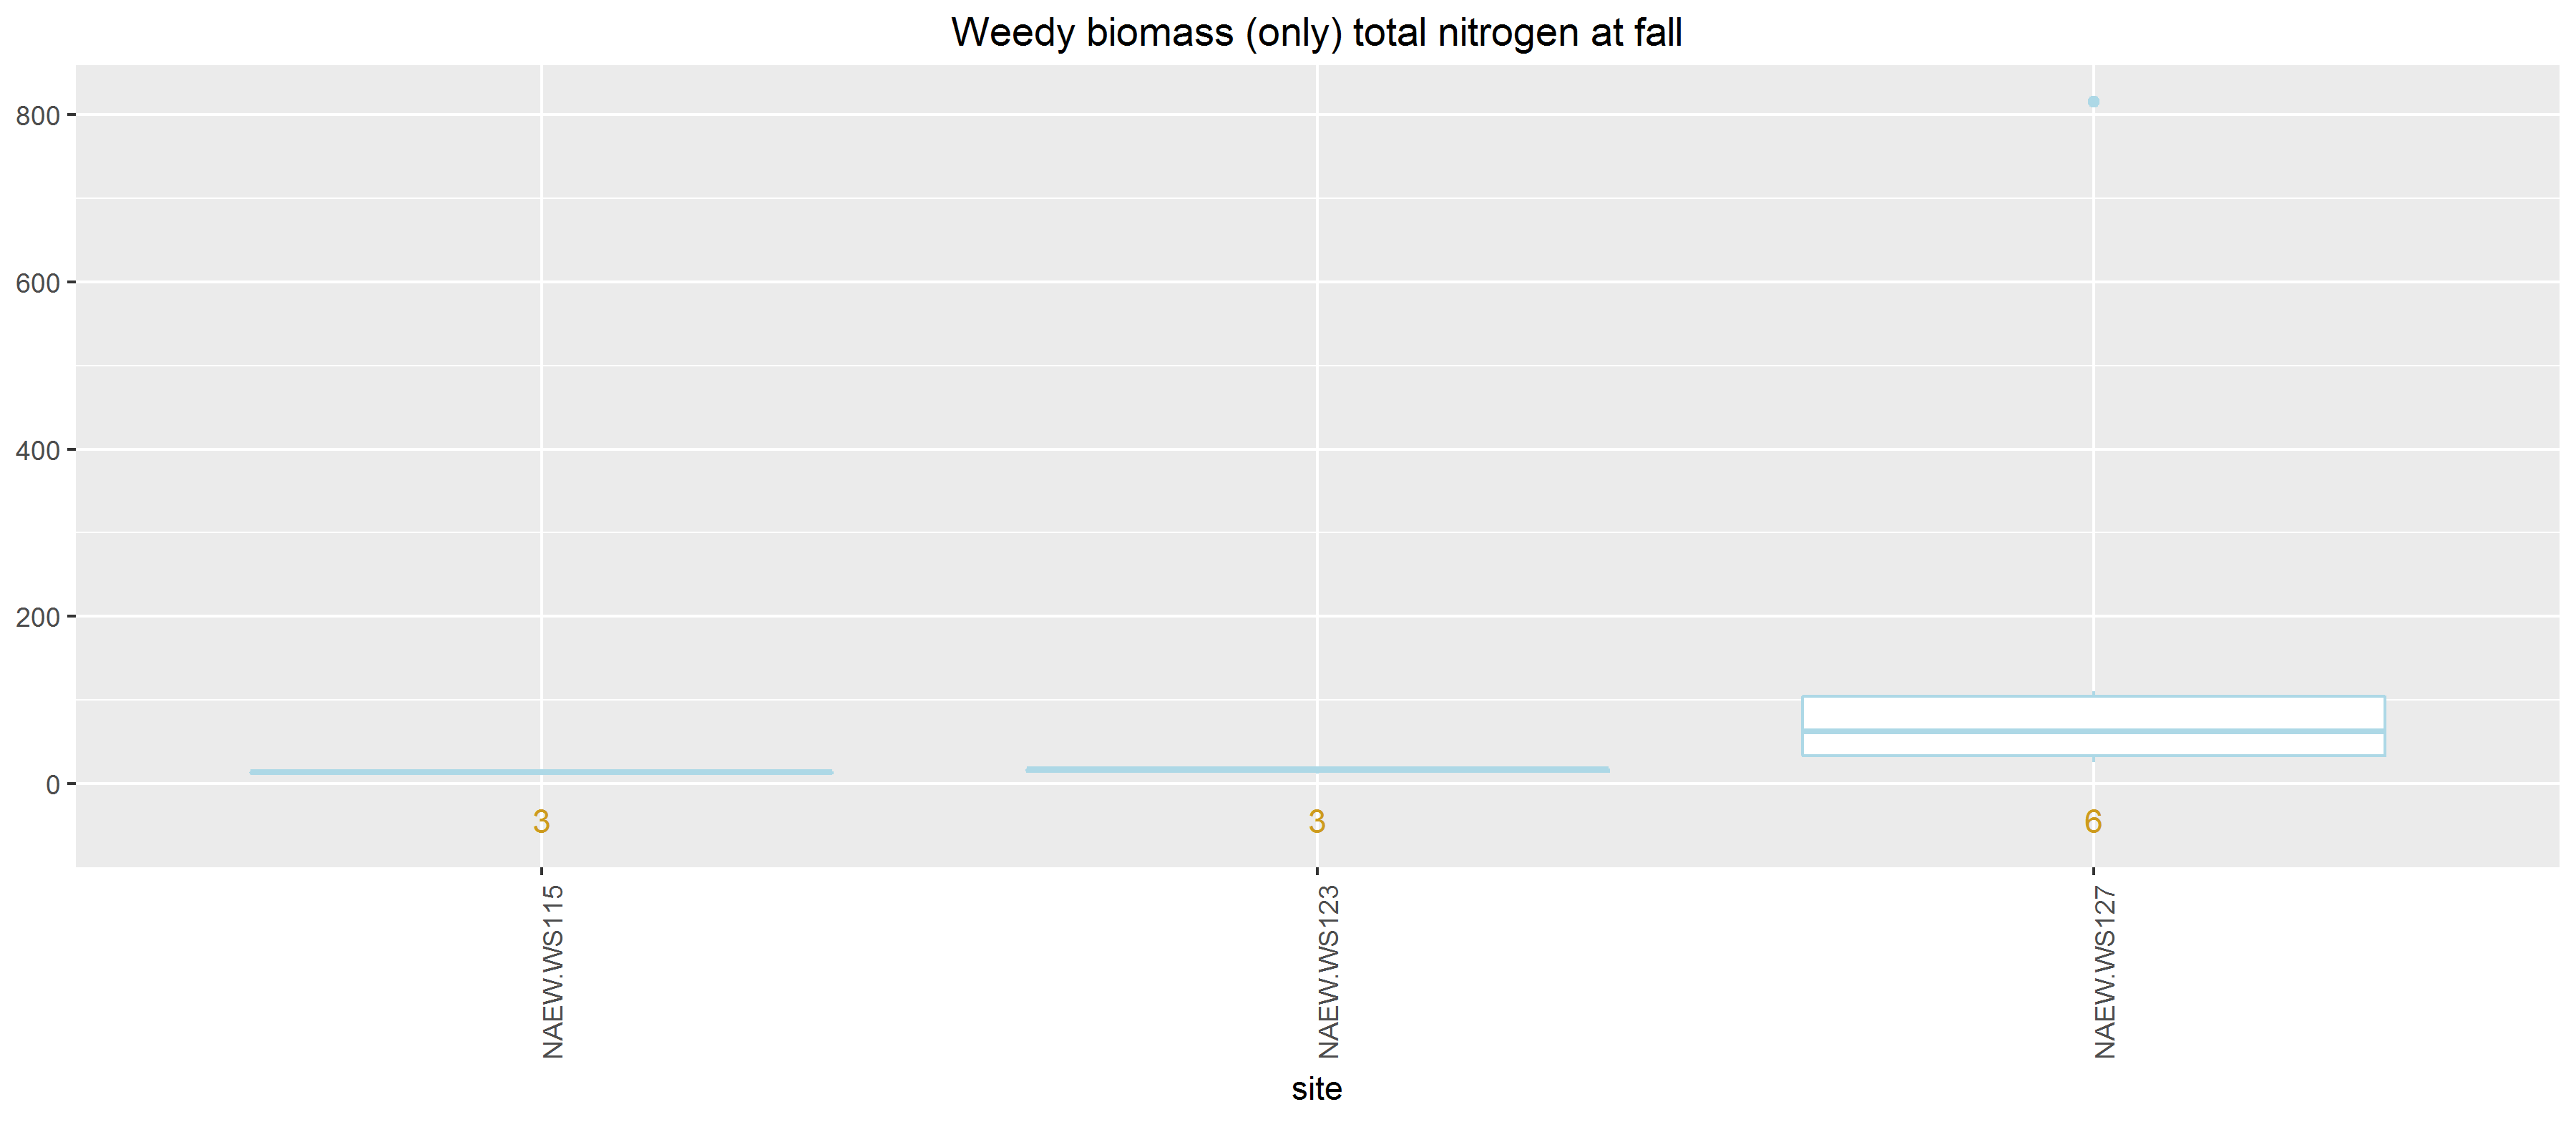 Weedy biomass (only) total nitrogen at fall
800
600
400
200
0
3 3 6
NAEW.WS115
NAEW.WS123
NAEW.WS127
site